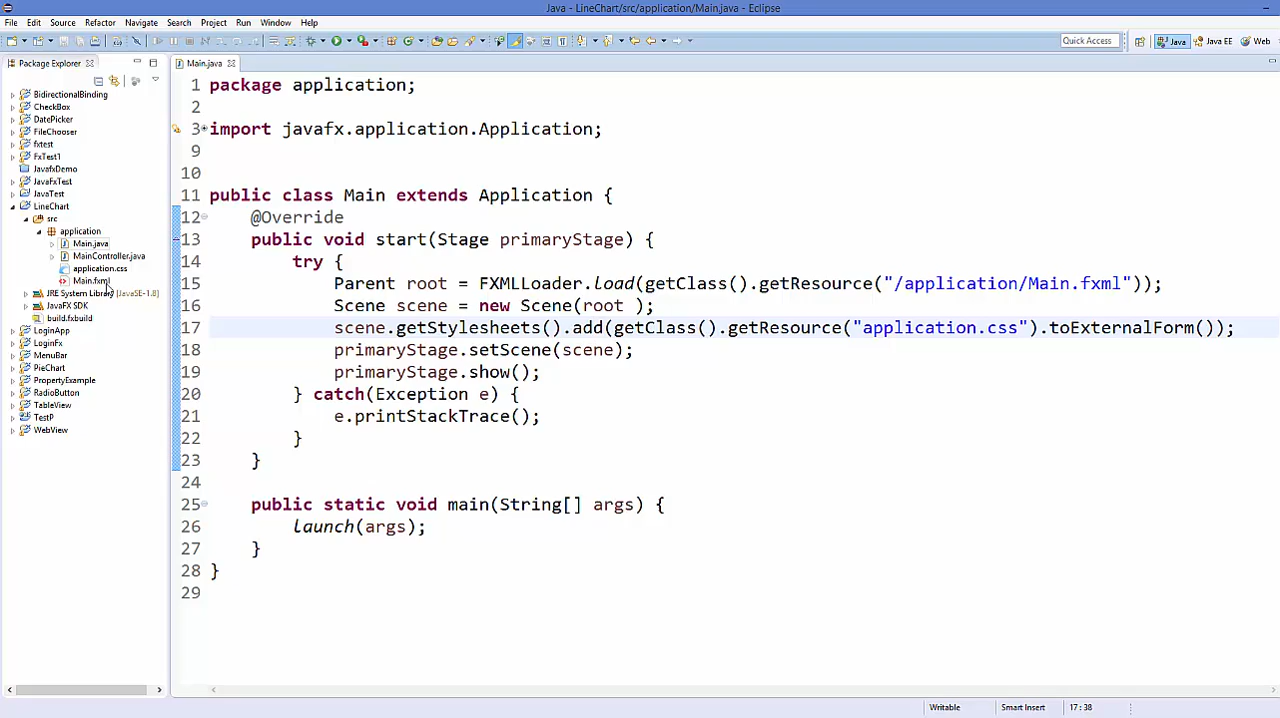 Java - LineChart/src/application/Main.java - Eclipse
File Edit Source Refactor Navigate Search Project Run Window Help
Quick Access Java Java EE Web
Package Explorer
BidirectionalBinding
CheckBox
DatePicker
FileChooser
fxtest
FxTest1
JavafxDemo
JavaFxTest
JavaTest
LineChart
src
application
Main.java
MainController.java
application.css
Main.fxml
JRE System Library [JavaSE-1.8]
JavaFX SDK
build.fxbuild
LoginApp
LoginFx
MenuBar
PieChart
PropertyExample
RadioButton
TableView
TestP
WebView
Main.java
1 package application;
2
3 import javafx.application.Application;
9
10
11 public class Main extends Application {
12 @Override
13 public void start(Stage primaryStage) {
14 try {
15 Parent root = FXMLLoader.load(getClass().getResource("/application/Main.fxml"));
16 Scene scene = new Scene(root );
17 scene.getStylesheets().add(getClass().getResource("application.css").toExternalForm());
18 primaryStage.setScene(scene);
19 primaryStage.show();
20 } catch(Exception e) {
21 e.printStackTrace();
22 }
23 }
24
25 public static void main(String[] args) {
26 launch(args);
27 }
28 }
29
Writable Smart Insert 17 : 38